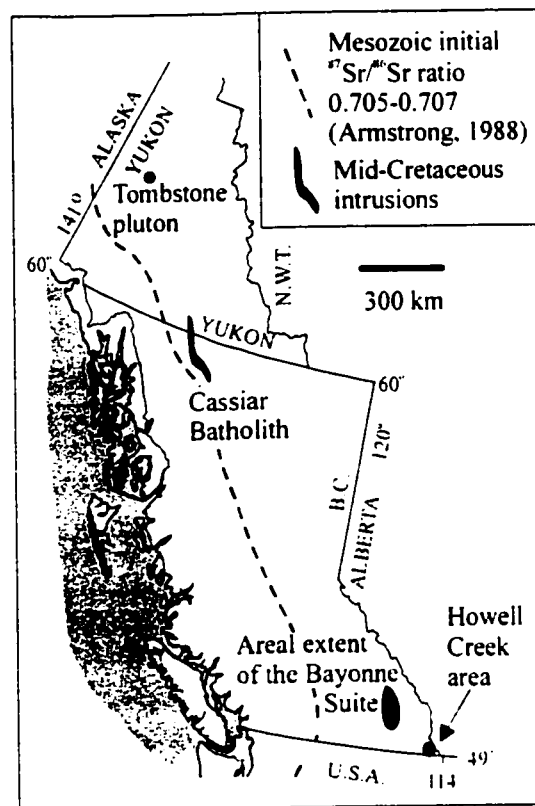 Mesozoic initial
⁸⁷Sr/⁸⁶Sr ratio
0.705-0.707
(Armstrong, 1988)
Mid-Cretaceous
intrusions
ALASKA
YUKON
Tombstone
pluton
141°
60°
N.W.T.
300 km
YUKON
60°
Cassiar
Batholith
120°
B.C.
ALBERTA
Howell
Creek
area
Areal extent
of the Bayonne
Suite
49°
114
U.S.A.